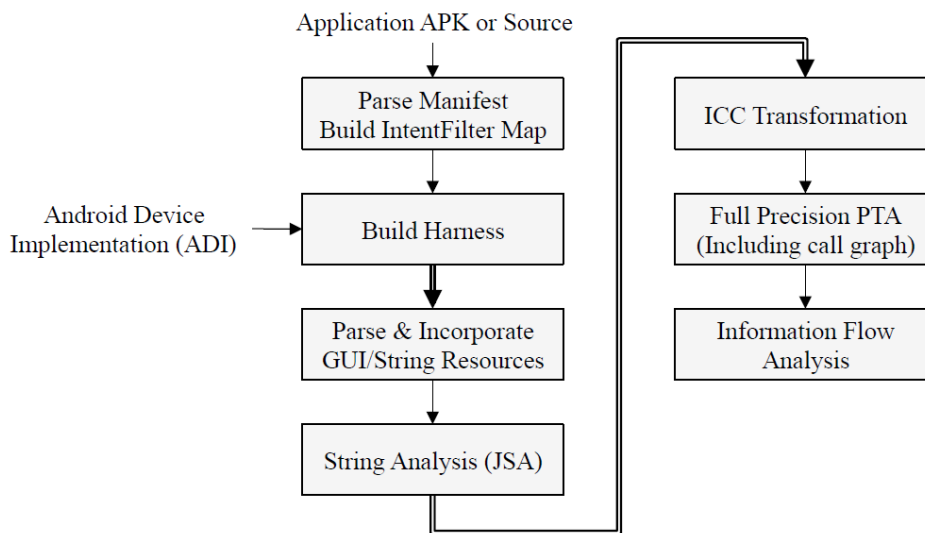 Application APK or Source
Parse Manifest
Build IntentFilter Map
Android Device
Implementation (ADI)
Build Harness
Parse & Incorporate
GUI/String Resources
String Analysis (JSA)
ICC Transformation
Full Precision PTA
(Including call graph)
Information Flow
Analysis